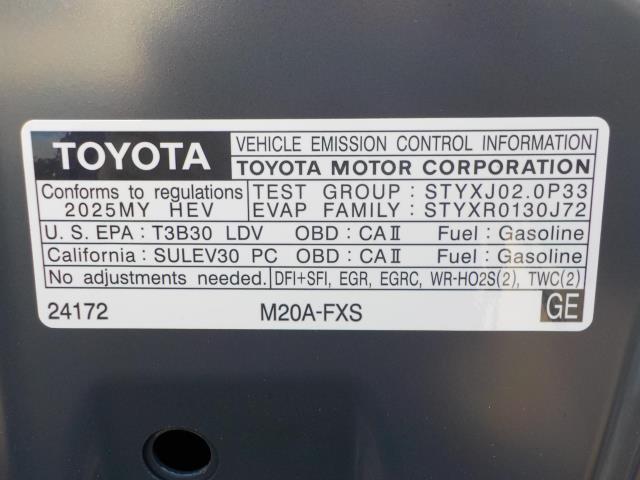 TOYOTA
VEHICLE EMISSION CONTROL INFORMATION
TOYOTA MOTOR CORPORATION
Conforms to regulations
2025MY HEV
TEST GROUP : STYXJ02.0P33
EVAP FAMILY: STYXR0130J72
U.S. EPA : T3B30 LDV OBD : CAⅡ Fuel : Gasoline
California: SULEV30 PC OBD : CAⅡ Fuel : Gasoline
No adjustments needed. DFI+SFI, EGR, EGRC, WR-HO2S(2), TWC(2)
24172 M20A-FXS GE